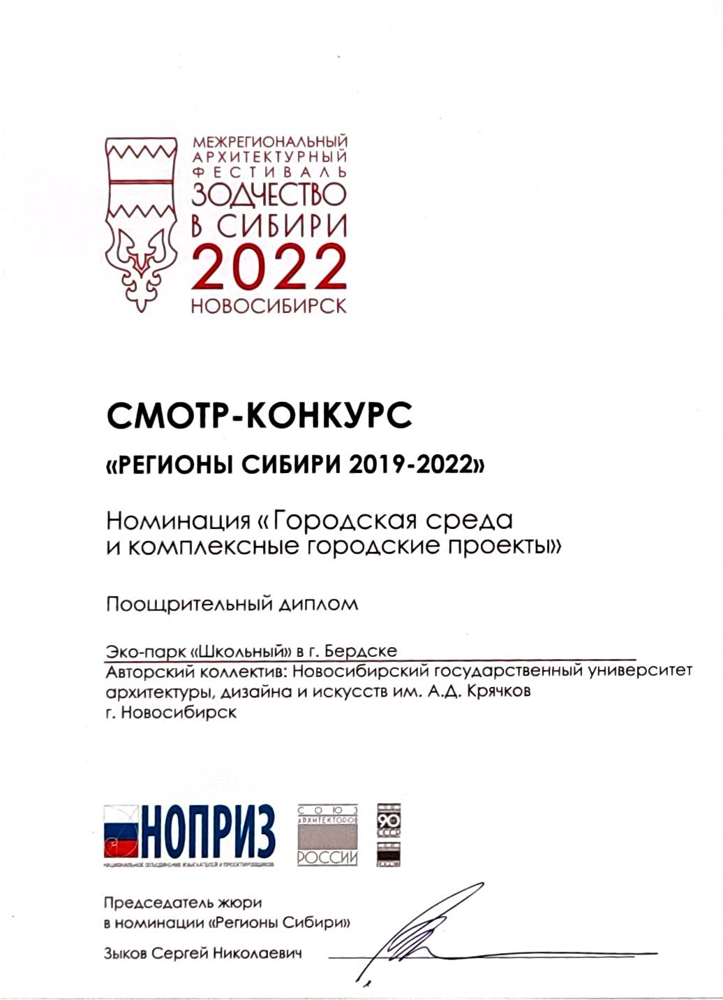 МЕЖРЕГИОНАЛЬНЫЙ
АРХИТЕКТУРНЫЙ
ФЕСТИВАЛЬ
ЗОДЧЕСТВО
В СИБИРИ
2022
НОВОСИБИРСК
СМОТР-КОНКУРС
«РЕГИОНЫ СИБИРИ 2019-2022»
Номинация « Городская среда
и комплексные городские проекты»
Поощрительный диплом
Эко-парк «Школьный» в г. Бердске
Авторский коллектив: Новосибирский государственный университет
архитектуры, дизайна и искусств им. А.Д. Крячков
г. Новосибирск
НОПРИЗ
НАЦИОНАЛЬНОЕ ОБЪЕДИНЕНИЕ ИЗЫСКАТЕЛЕЙ И ПРОЕКТИРОВЩИКОВ
СОЮЗ
АРХИТЕКТОРОВ
РОССИИ
90
СССР
Председатель жюри
в номинации «Регионы Сибири»
Зыков Сергей Николаевич